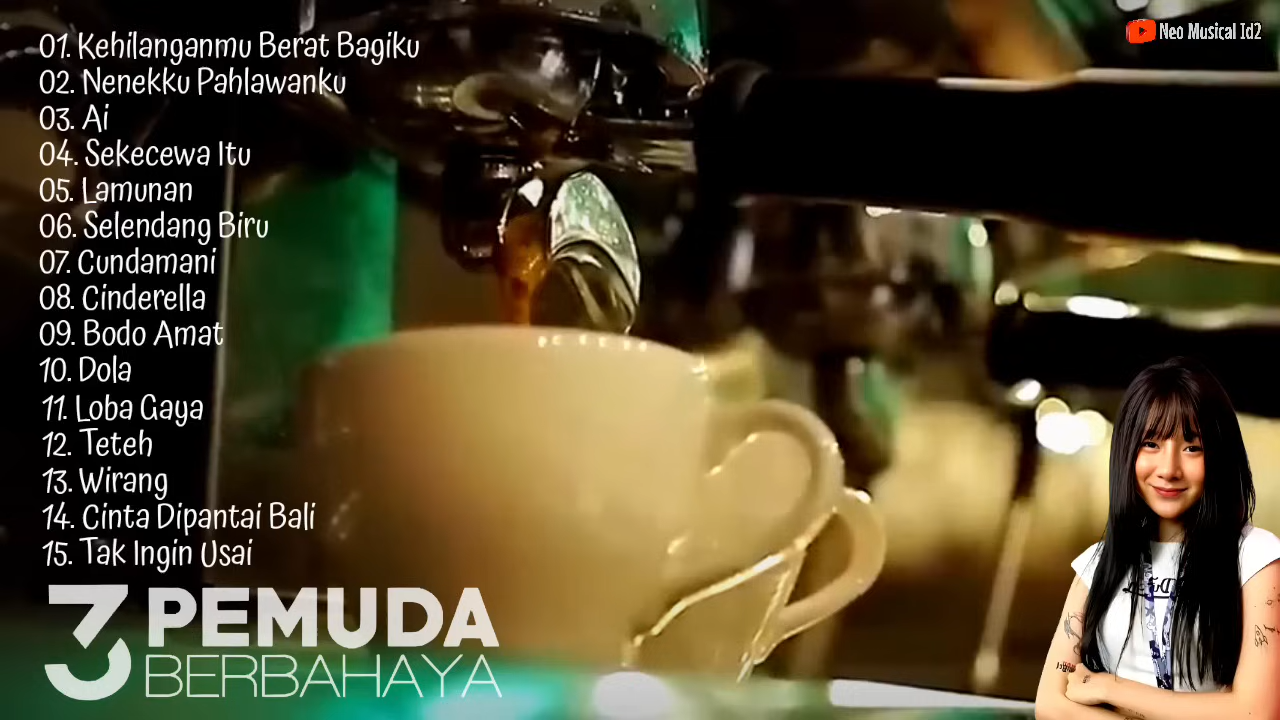 01. Kehilanganmu Berat Bagiku
02. Nenekku Pahlawanku
03. Ai
04. Sekecewa Itu
05. Lamunan
06. Selendang Biru
07. Cundamani
08. Cinderella
09. Bodo Amat
10. Dola
11. Loba Gaya
12. Teteh
13. Wirang
14. Cinta Dipantai Bali
15. Tak Ingin Usai
3 PEMUDA
BERBAHAYA
Neo Musical Id2